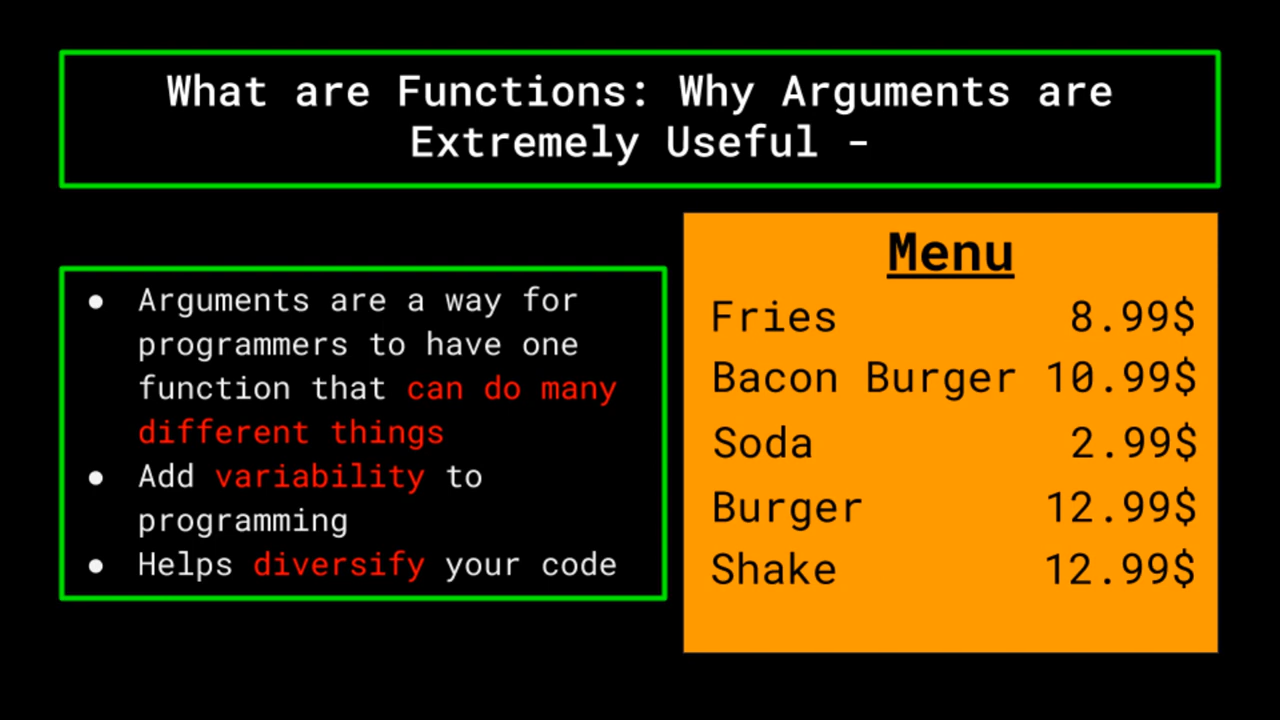 What are Functions: Why Arguments are
Extremely Useful -
● Arguments are a way for
programmers to have one
function that can do many
different things
● Add variability to
programming
● Helps diversify your code
Menu
Fries 8.99$
Bacon Burger 10.99$
Soda 2.99$
Burger 12.99$
Shake 12.99$